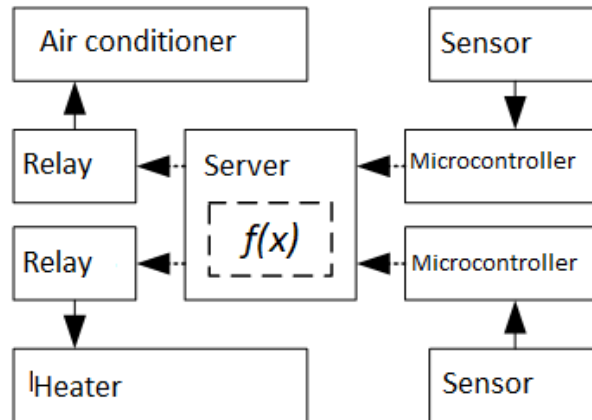 Air conditioner
Sensor
Relay
Server
Microcontroller
f(x)
Relay
Microcontroller
Heater
Sensor